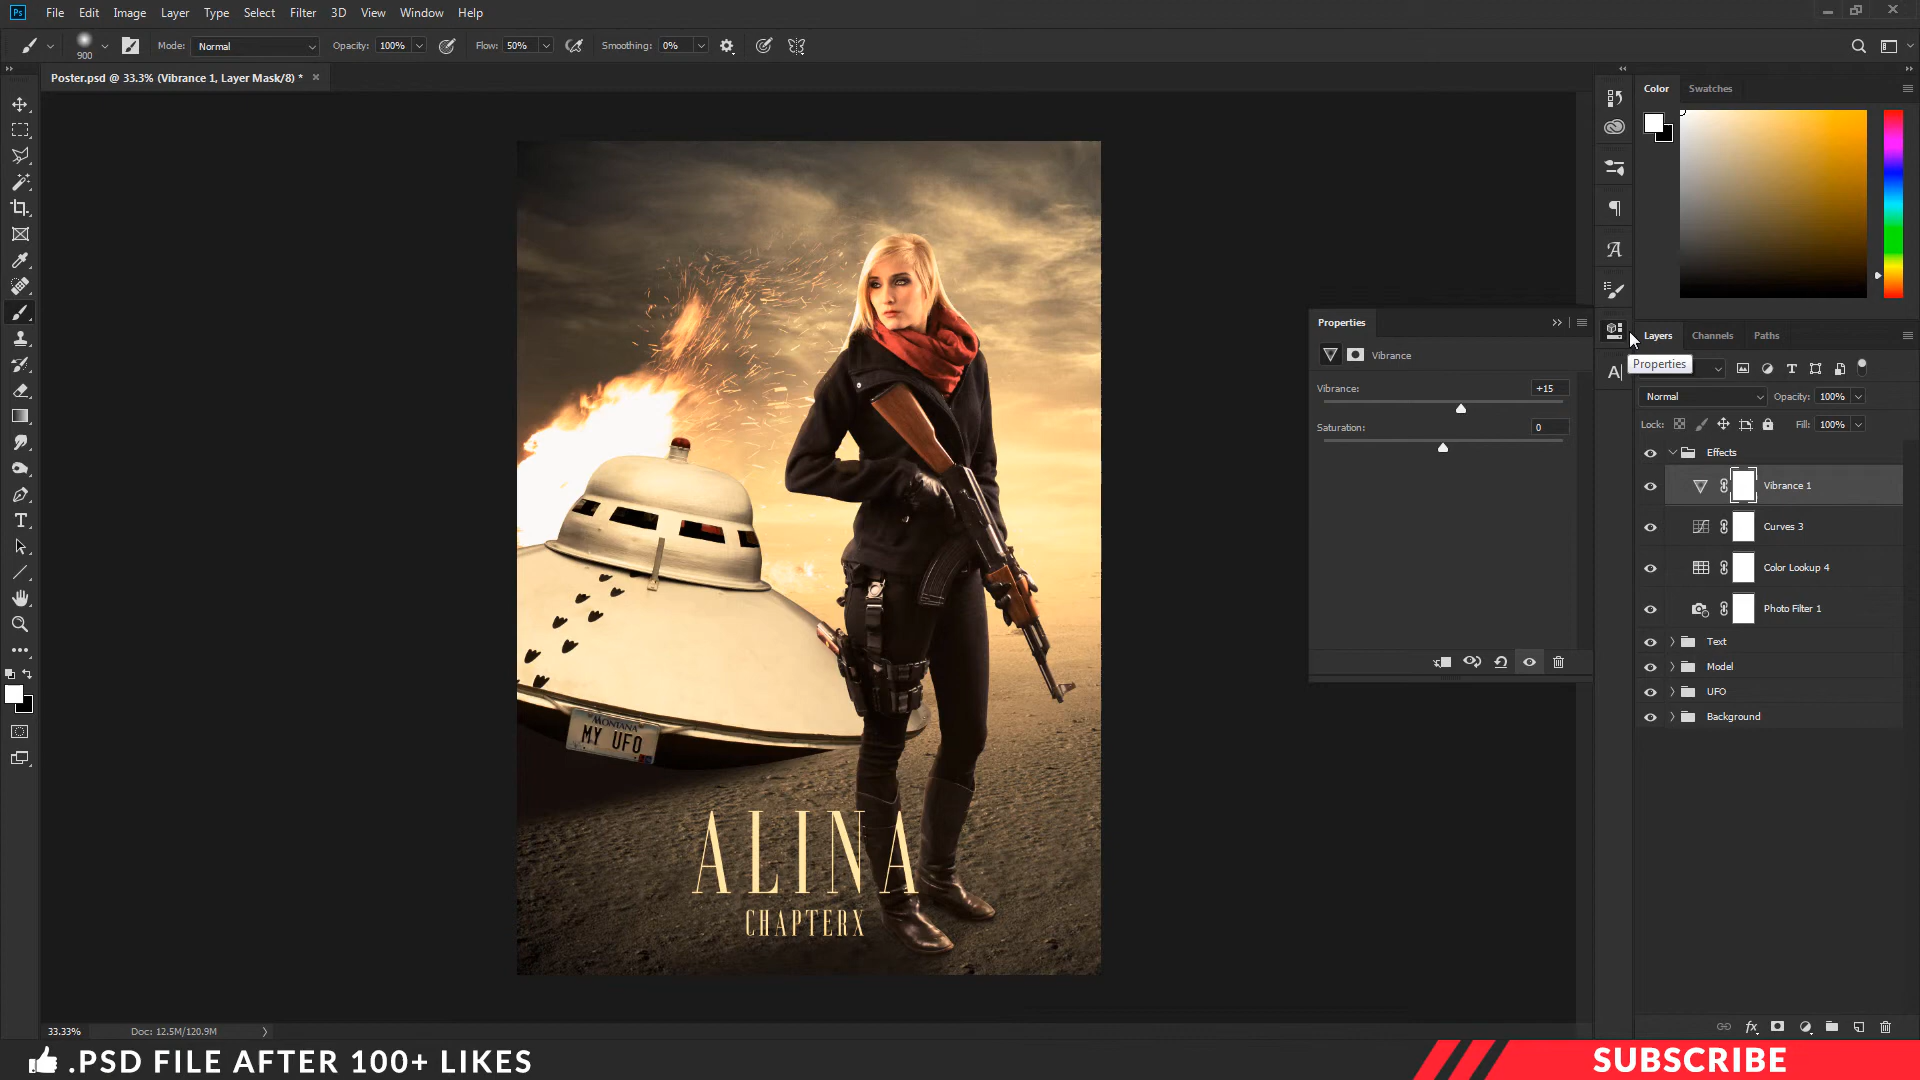 Ps File Edit Image Layer Type Select Filter 3D View Window Help
900 Mode: Normal Opacity: 100% Flow: 50% Smoothing: 0%
Poster.psd @ 33.3% (Vibrance 1, Layer Mask/8) * ×
Color Swatches
Properties
Vibrance
Vibrance: +15
Saturation: 0
Layers Channels Paths
Properties
Normal Opacity: 100%
Lock: Fill: 100%
Effects
Vibrance 1
Curves 3
Color Lookup 4
Photo Filter 1
Text
Model
UFO
Background
MONTANA
MY UFO
ALINA
CHAPTERX
33.33% Doc: 12.5M/120.9M
.PSD FILE AFTER 100+ LIKES
SUBSCRIBE